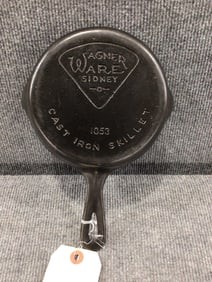 WAGNER
WARE
SIDNEY
-O-
1053
CAST IRON SKILLET